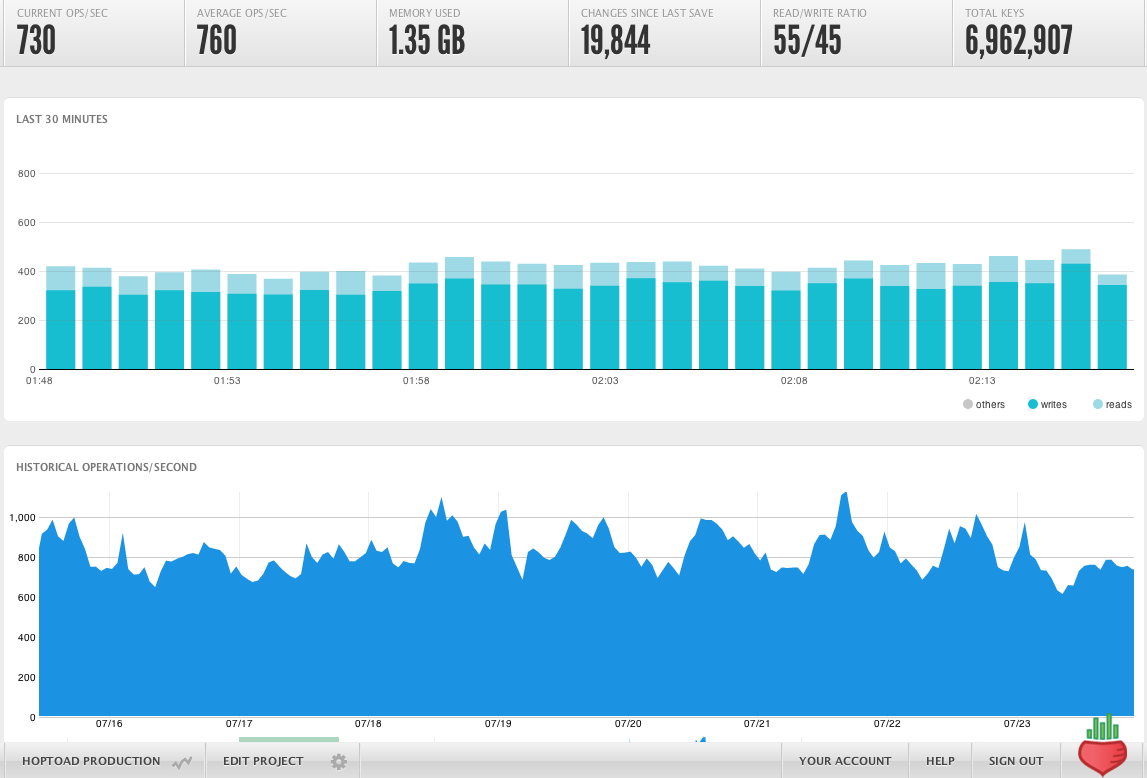 CURRENT OPS/SEC AVERAGE OPS/SEC MEMORY USED CHANGES SINCE LAST SAVE READ/WRITE RATIO TOTAL KEYS
730 760 1.35 GB 19,844 55/45 6,962,907
LAST 30 MINUTES
800
600
400
200
0
01:48 01:53 01:58 02:03 02:08 02:13
others writes reads
HISTORICAL OPERATIONS/SECOND
1,000
800
600
400
200
0
07/16 07/17 07/18 07/19 07/20 07/21 07/22 07/23
HOPTOAD PRODUCTION EDIT PROJECT YOUR ACCOUNT HELP SIGN OUT